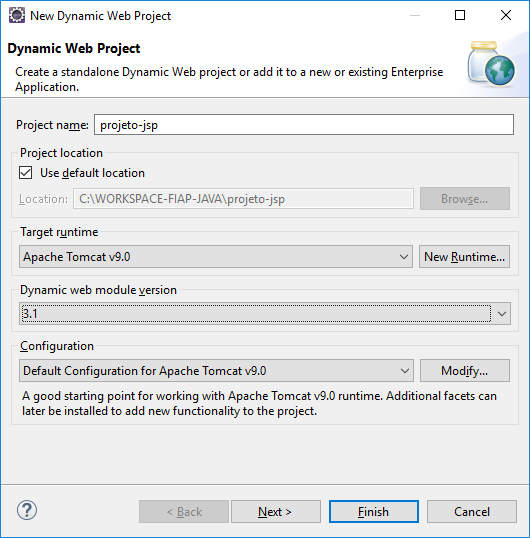 New Dynamic Web Project
Dynamic Web Project
Create a standalone Dynamic Web project or add it to a new or existing Enterprise
Application.
Project name: projeto-jsp
Project location
Use default location
Location: C:\WORKSPACE-FIAP-JAVA\projeto-jsp Browse...
Target runtime
Apache Tomcat v9.0 New Runtime...
Dynamic web module version
3.1
Configuration
Default Configuration for Apache Tomcat v9.0 Modify...
A good starting point for working with Apache Tomcat v9.0 runtime. Additional facets can
later be installed to add new functionality to the project.
? < Back Next > Finish Cancel